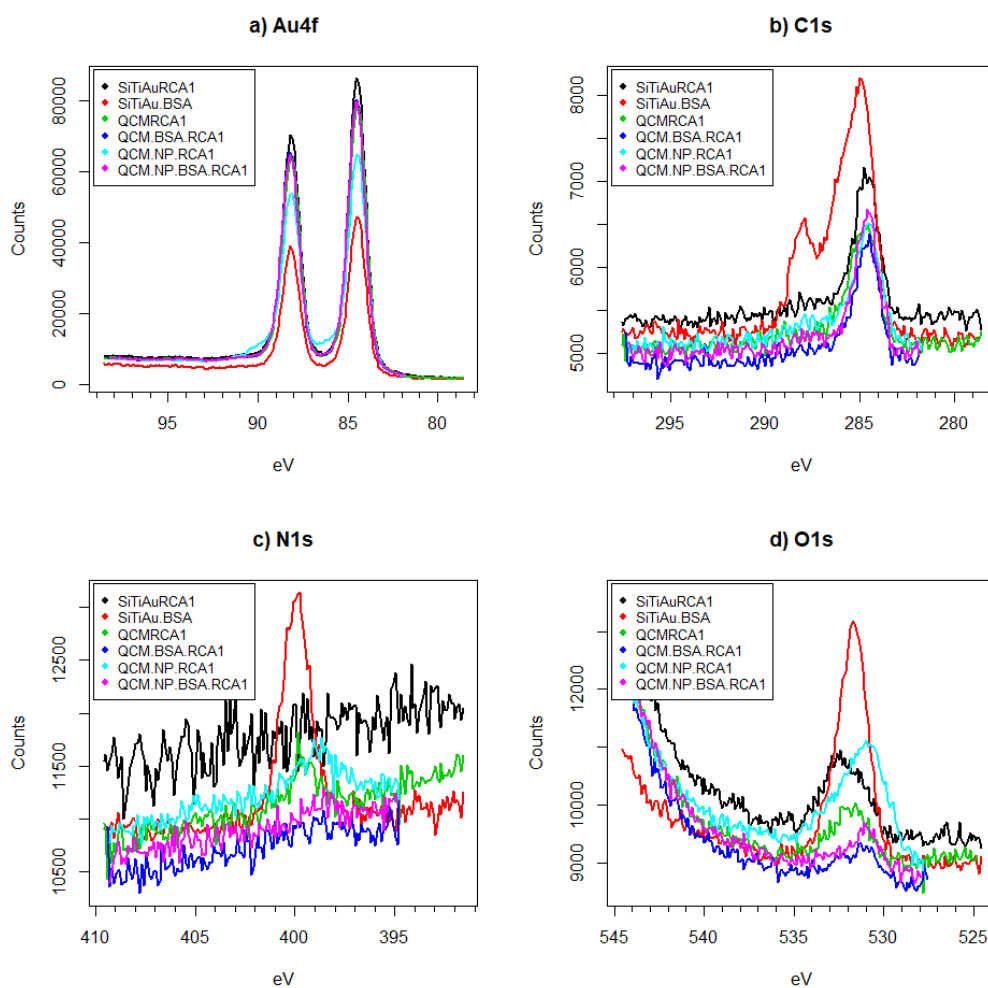 a) Au4f
SiTiAuRCA1
SiTiAu.BSA
QCMRCA1
QCM.BSA.RCA1
QCM.NP.RCA1
QCM.NP.BSA.RCA1
Counts
0 20000 40000 60000 80000
95 90 85 80
eV
b) C1s
SiTiAuRCA1
SiTiAu.BSA
QCMRCA1
QCM.BSA.RCA1
QCM.NP.RCA1
QCM.NP.BSA.RCA1
Counts
5000 6000 7000 8000
295 290 285 280
eV
c) N1s
SiTiAuRCA1
SiTiAu.BSA
QCMRCA1
QCM.BSA.RCA1
QCM.NP.RCA1
QCM.NP.BSA.RCA1
Counts
10500 11500 12500
410 405 400 395
eV
d) O1s
SiTiAuRCA1
SiTiAu.BSA
QCMRCA1
QCM.BSA.RCA1
QCM.NP.RCA1
QCM.NP.BSA.RCA1
Counts
9000 10000 12000
545 540 535 530 525
eV